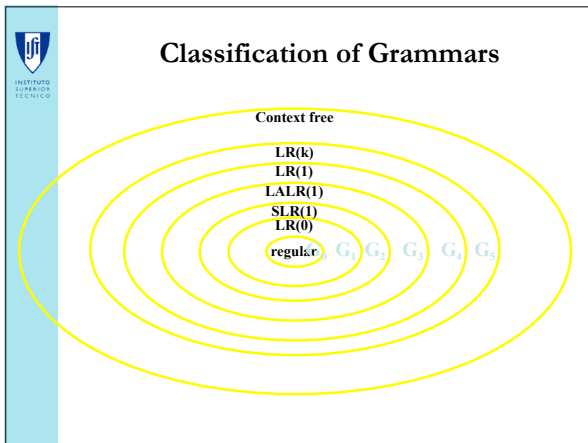 Classification of Grammars
INSTITUTO
SUPERIOR
TÉCNICO
Context free
LR(k)
LR(1)
LALR(1)
SLR(1)
LR(0)
regular G₀ G₁ G₂ G₃ G₄ G₅